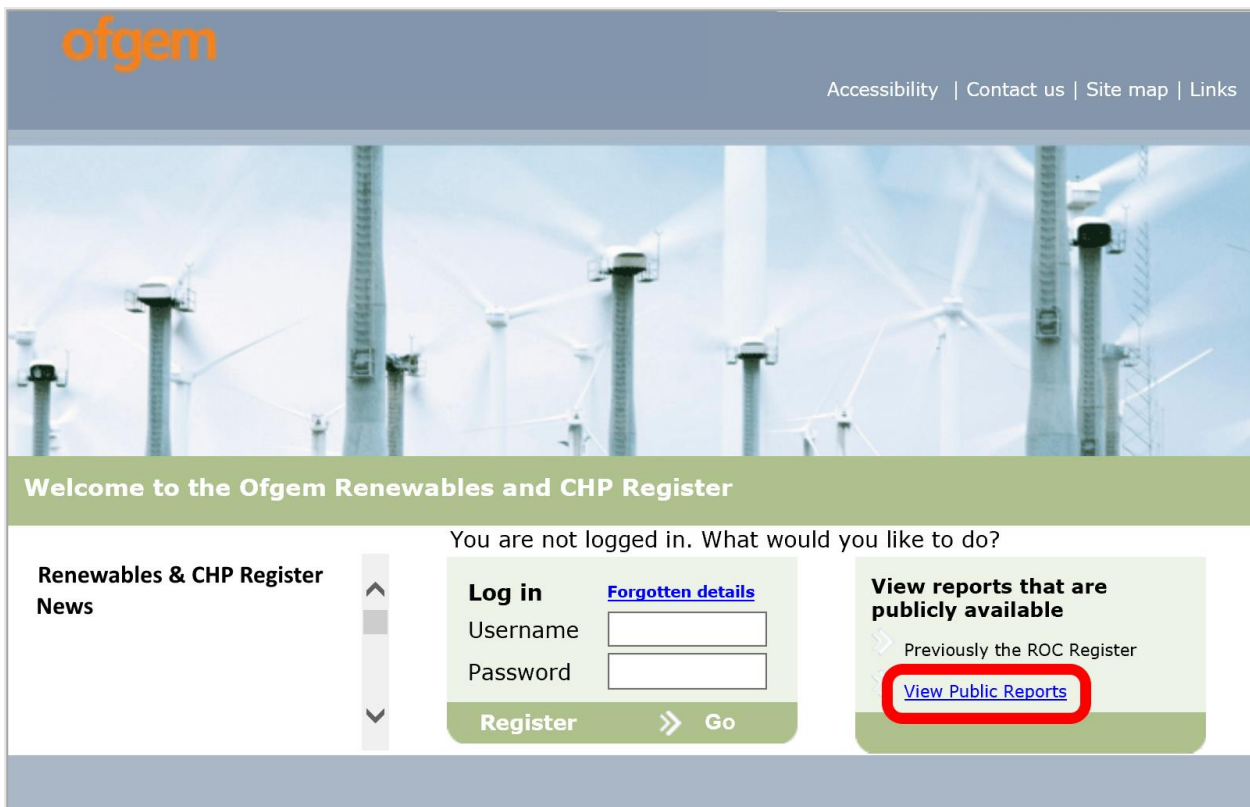 ofgem
Accessibility | Contact us | Site map | Links
Welcome to the Ofgem Renewables and CHP Register
You are not logged in. What would you like to do?
Renewables & CHP Register
News
Log in Forgotten details
Username
Password
Register Go
View reports that are
publicly available
Previously the ROC Register
View Public Reports